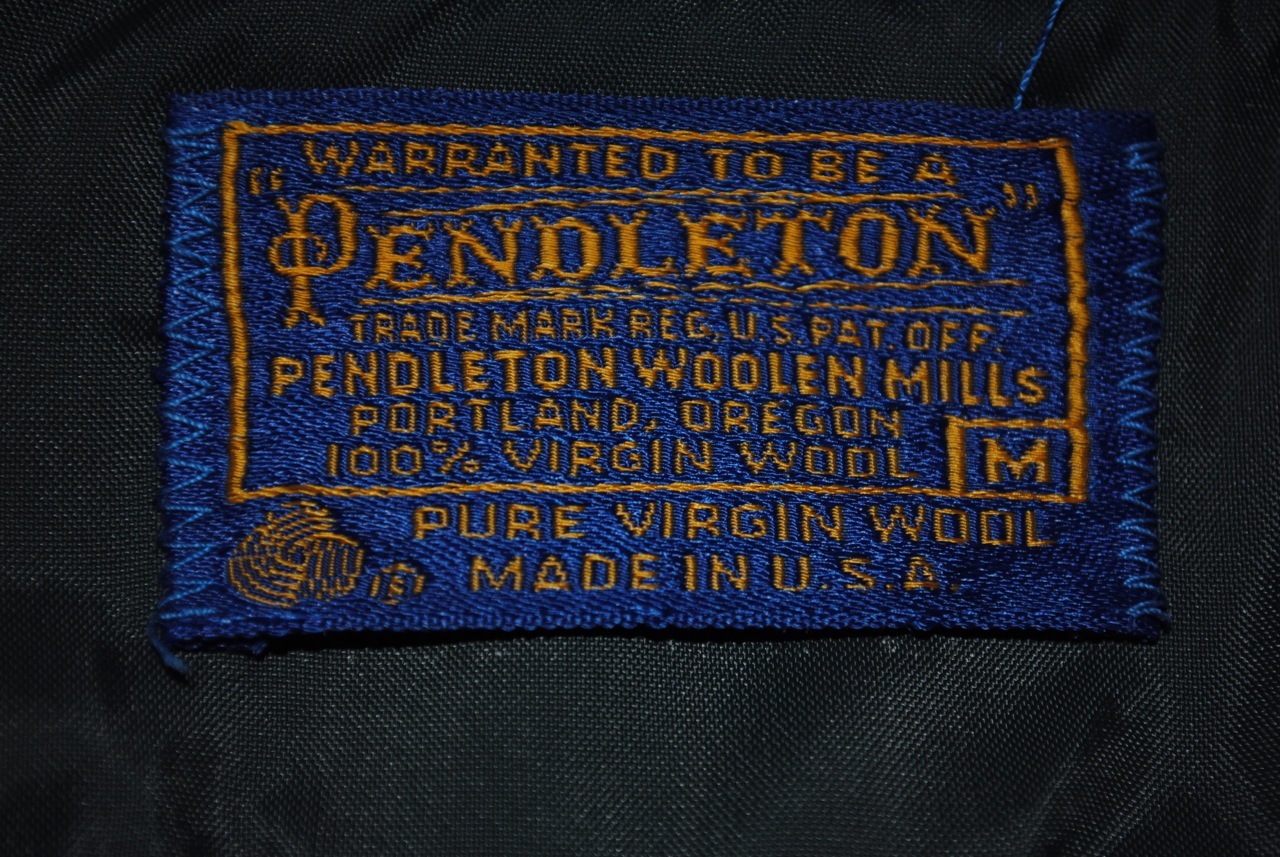 WARRANTED TO BE A
"PENDLETON"
TRADE MARK REG. U.S. PAT. OFF.
PENDLETON WOOLEN MILLS
PORTLAND, OREGON
100% VIRGIN WOOL M
PURE VIRGIN WOOL
® MADE IN U.S.A.